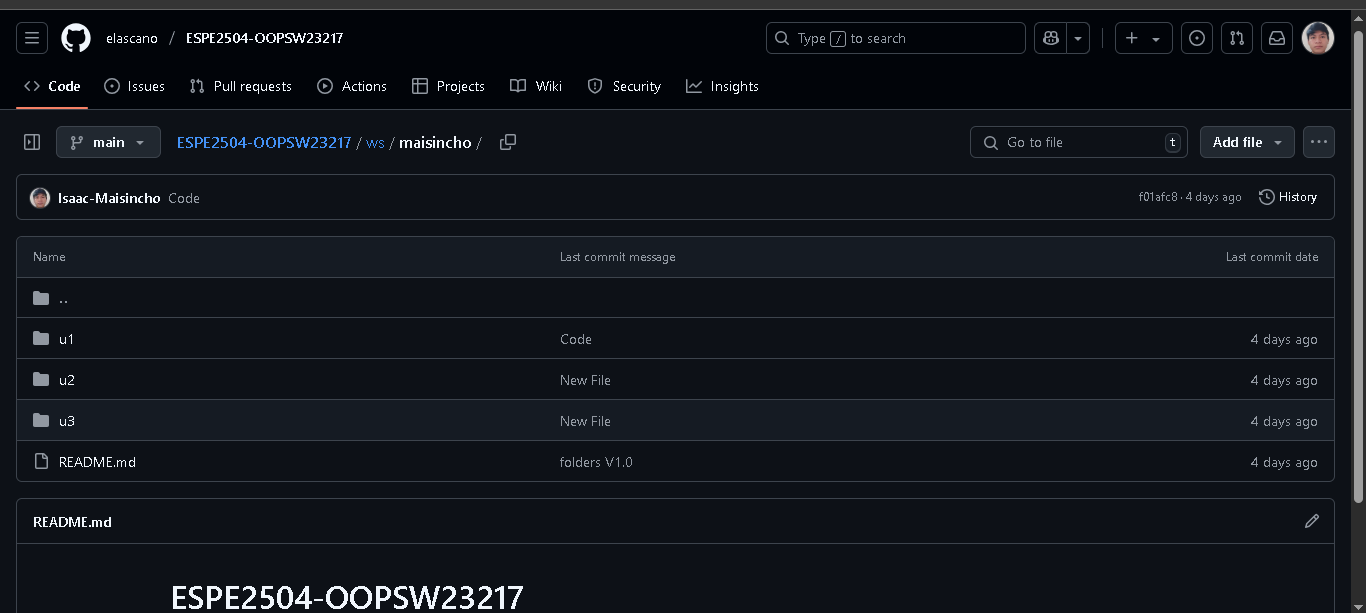 elascano / ESPE2504-OOPSW23217 Type / to search
Code Issues Pull requests Actions Projects Wiki Security Insights
main ESPE2504-OOPSW23217 / ws / maisincho / Go to file t Add file
Isaac-Maisincho Code f01afc8 · 4 days ago History
Name Last commit message Last commit date
..
u1 Code 4 days ago
u2 New File 4 days ago
u3 New File 4 days ago
README.md folders V1.0 4 days ago
README.md
ESPE2504-OOPSW23217